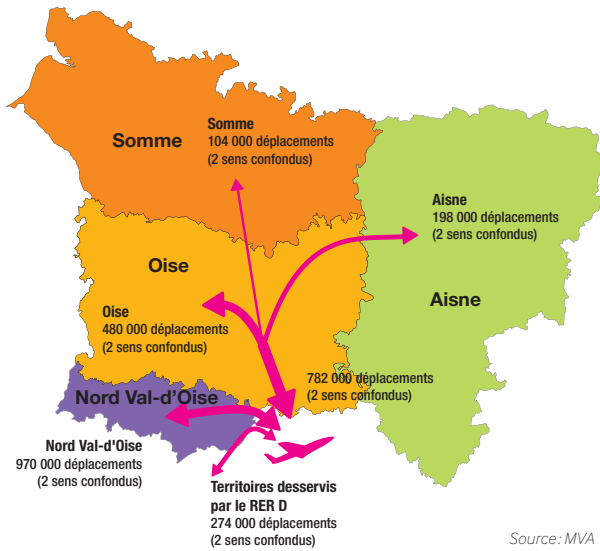 Somme
Somme
104 000 déplacements
(2 sens confondus)
Aisne
198 000 déplacements
(2 sens confondus)
Oise
Aisne
Oise
480 000 déplacements
(2 sens confondus)
782 000 déplacements
(2 sens confondus)
Nord Val-d'Oise
Nord Val-d'Oise
970 000 déplacements
(2 sens confondus)
Territoires desservis
par le RER D
274 000 déplacements
(2 sens confondus)
Source: MVA